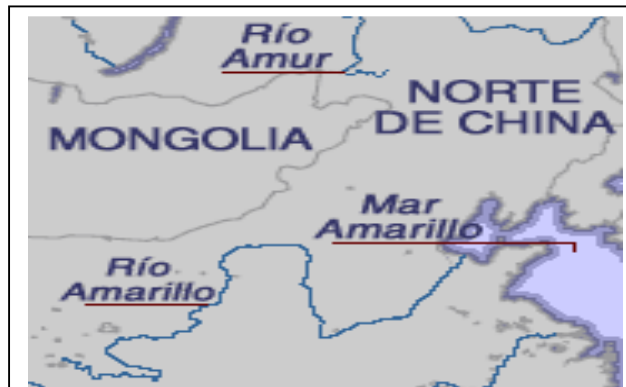 Río
Amur
NORTE
DE CHINA
MONGOLIA
Mar
Amarillo
Río
Amarillo